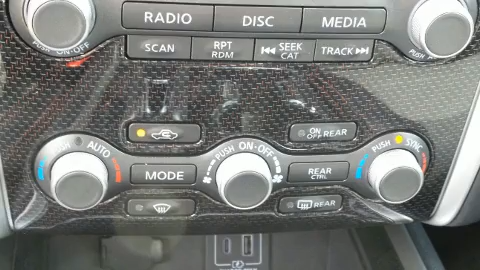 RADIO DISC MEDIA
PUSH ON·OFF
PUSH
SCAN RPT RDM SEEK CAT TRACK
ON OFF REAR
PUSH AUTO
PUSH ON·OFF
PUSH SYNC
MODE
REAR CTRL
REAR